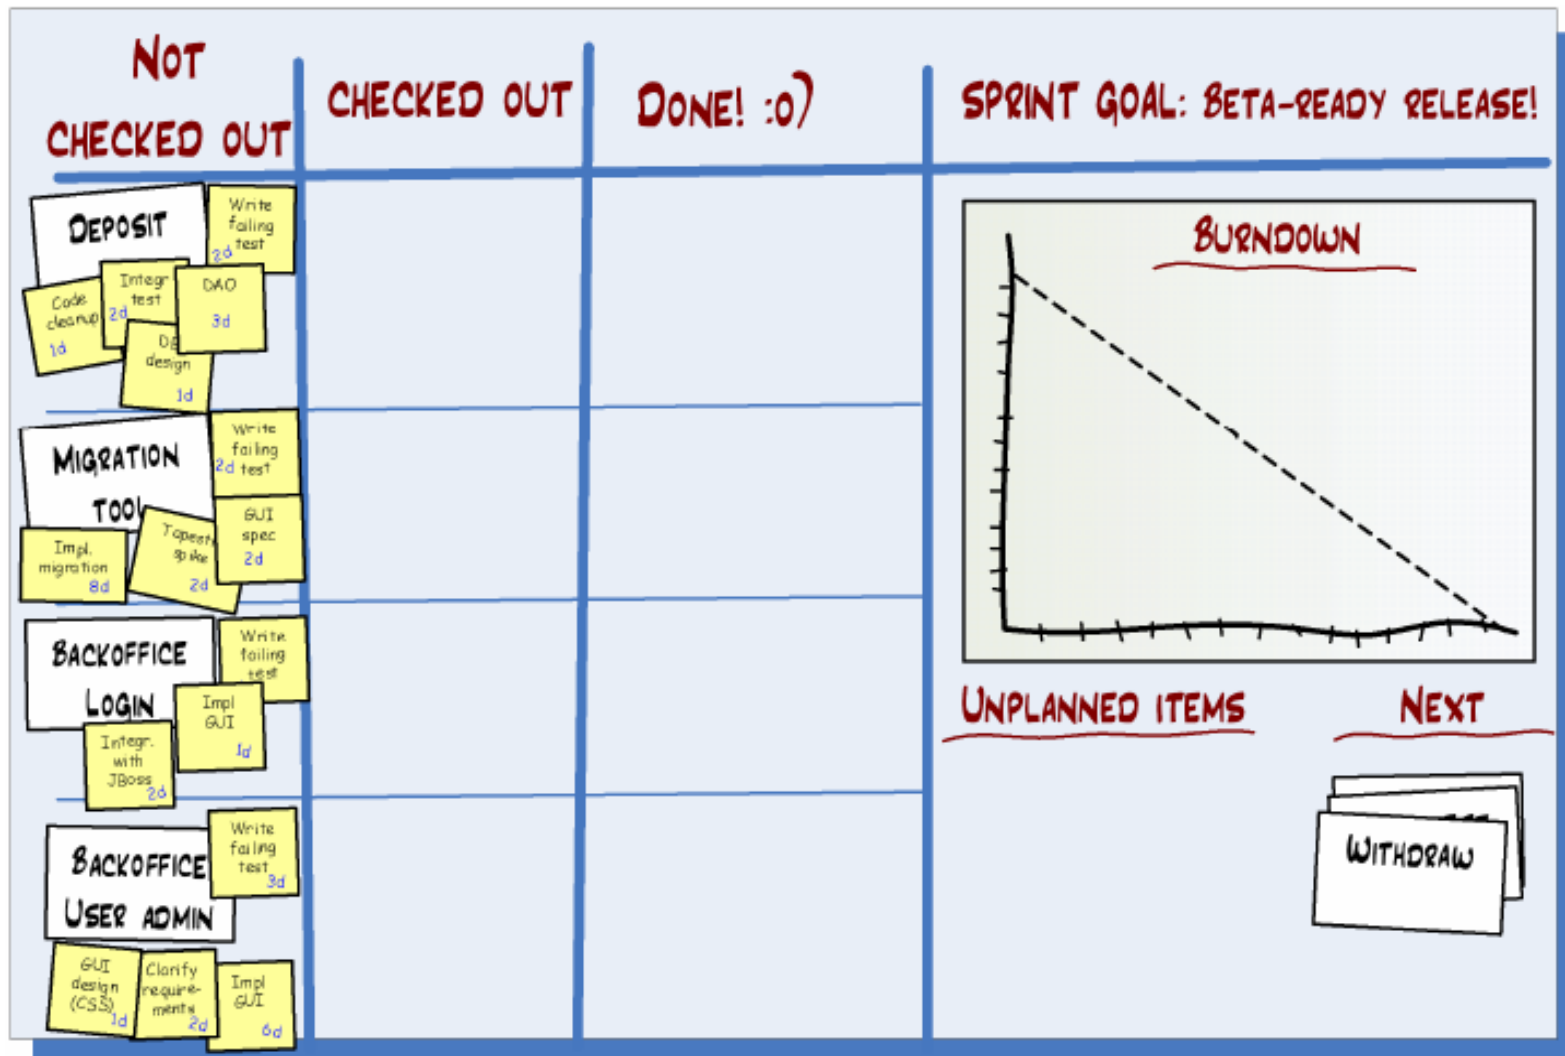 NOT
CHECKED OUT
CHECKED OUT
DONE! :o)
SPRINT GOAL: BETA-READY RELEASE!
DEPOSIT
Write
failing
test
2d
Code
cleanup
1d
Integr
test
2d
DAO
3d
design
1d
MIGRATION
TOOL
Write
failing
test
2d
GUI
spec
2d
Impl.
migration
8d
spike
2d
BACKOFFICE
LOGIN
Write
failing
test
Impl
GUI
1d
Integr.
with
JBoss
2d
BACKOFFICE
USER ADMIN
Write
failing
test
3d
GUI
design
(CSS)
1d
Clarify
require-
ments
2d
Impl
GUI
6d
BURNDOWN
UNPLANNED ITEMS
NEXT
WITHDRAW